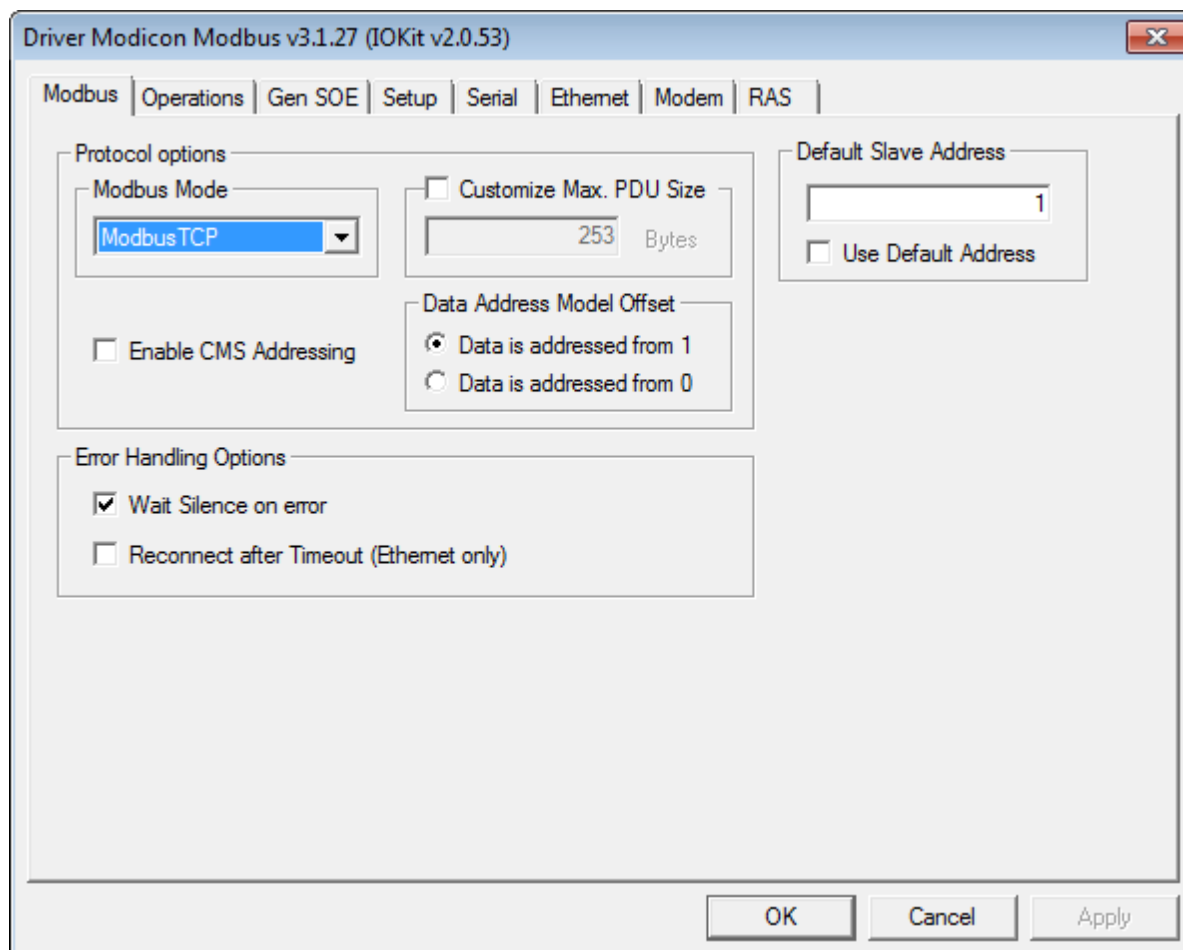 Driver Modicon Modbus v3.1.27 (IOKit v2.0.53)
Modbus Operations Gen SOE Setup Serial Ethernet Modem RAS
Protocol options
Modbus Mode
ModbusTCP
Customize Max. PDU Size
253 Bytes
Enable CMS Addressing
Data Address Model Offset
Data is addressed from 1
Data is addressed from 0
Default Slave Address
1
Use Default Address
Error Handling Options
Wait Silence on error
Reconnect after Timeout (Ethernet only)
OK Cancel Apply